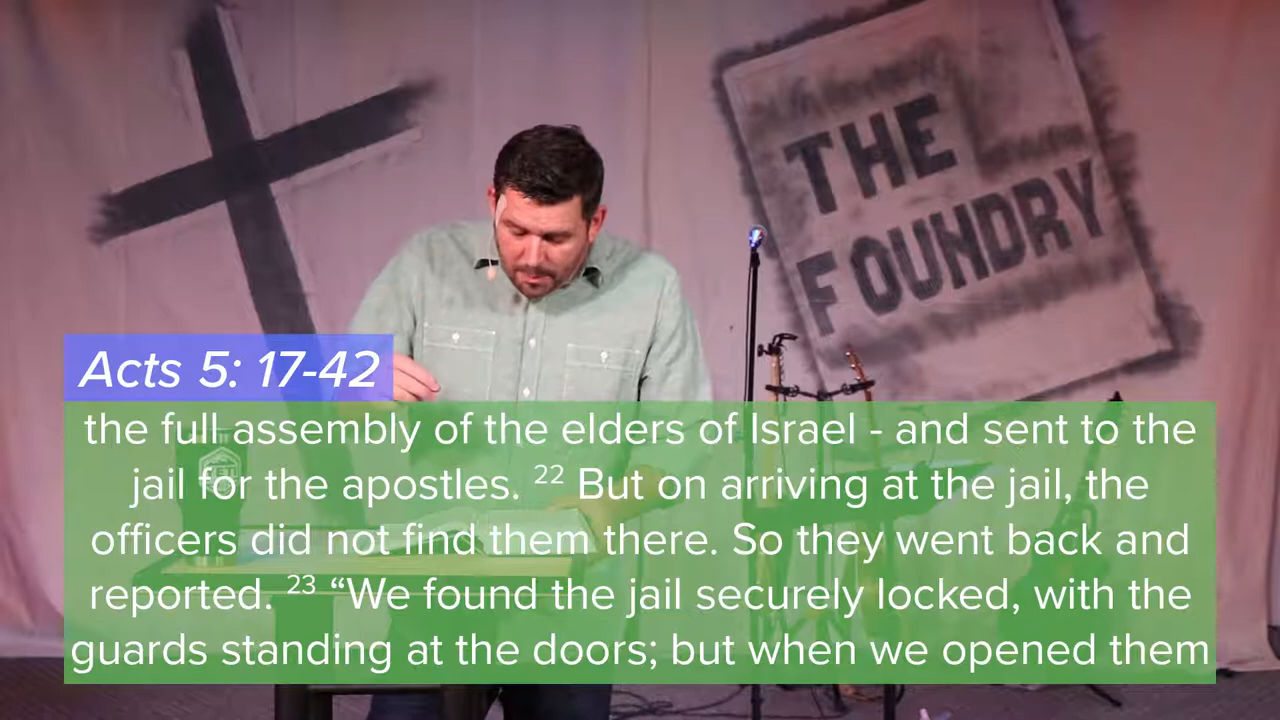 THE
FOUNDRY
Acts 5: 17-42
the full assembly of the elders of Israel - and sent to the
jail for the apostles. 22 But on arriving at the jail, the
officers did not find them there. So they went back and
reported. 23 “We found the jail securely locked, with the
guards standing at the doors; but when we opened them